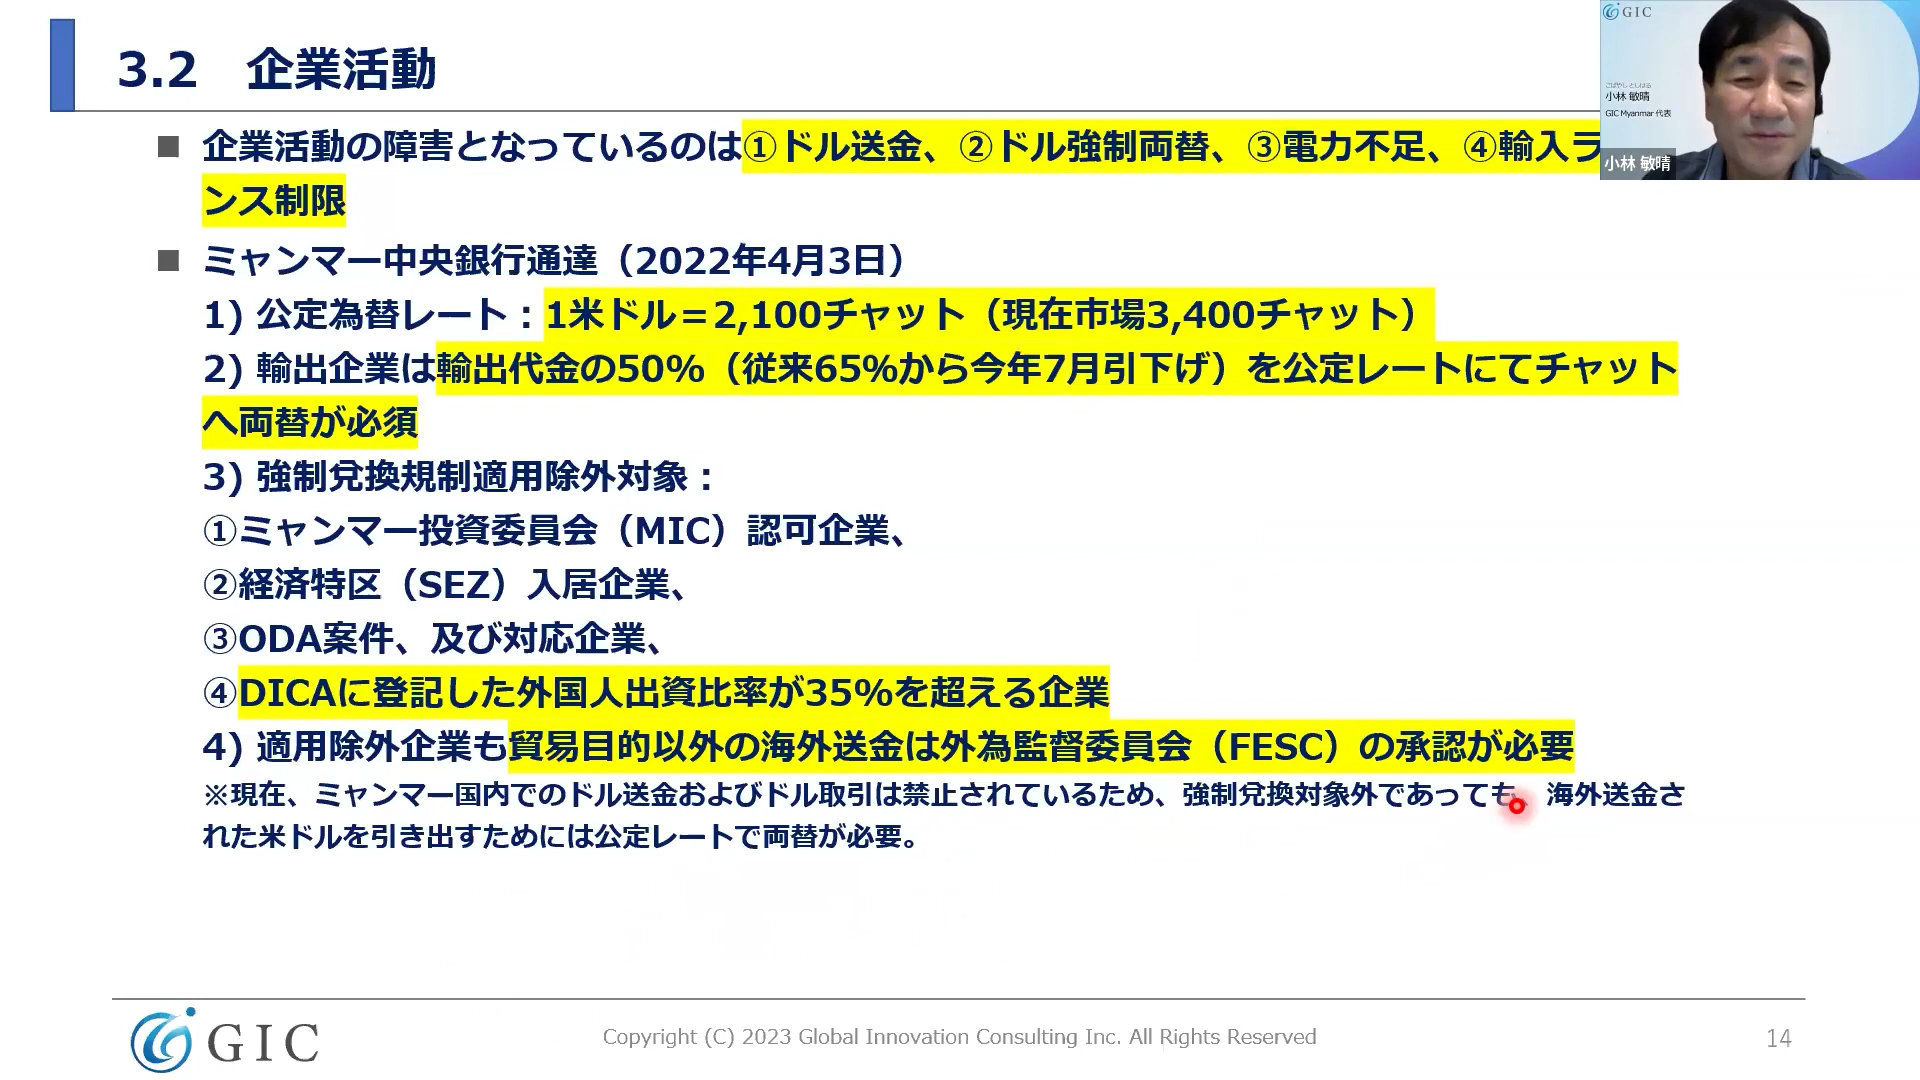 3.2 企業活動
GIC
こばやし としはる
小林 敏晴
GIC Myanmar 代表
小林 敏晴
■ 企業活動の障害となっているのは①ドル送金、②ドル強制両替、③電力不足、④輸入ラ
ンス制限
■ ミャンマー中央銀行通達（2022年4月3日）
1) 公定為替レート：1米ドル＝2,100チャット（現在市場3,400チャット）
2) 輸出企業は輸出代金の50%（従来65%から今年7月引下げ）を公定レートにてチャット
へ両替が必須
3) 強制兌換規制適用除外対象：
①ミャンマー投資委員会（MIC）認可企業、
②経済特区（SEZ）入居企業、
③ODA案件、及び対応企業、
④DICAに登記した外国人出資比率が35%を超える企業
4) 適用除外企業も貿易目的以外の海外送金は外為監督委員会（FESC）の承認が必要
※現在、ミャンマー国内でのドル送金およびドル取引は禁止されているため、強制兌換対象外であっても、海外送金さ
れた米ドルを引き出すためには公定レートで両替が必要。
GIC
Copyright (C) 2023 Global Innovation Consulting Inc. All Rights Reserved
14